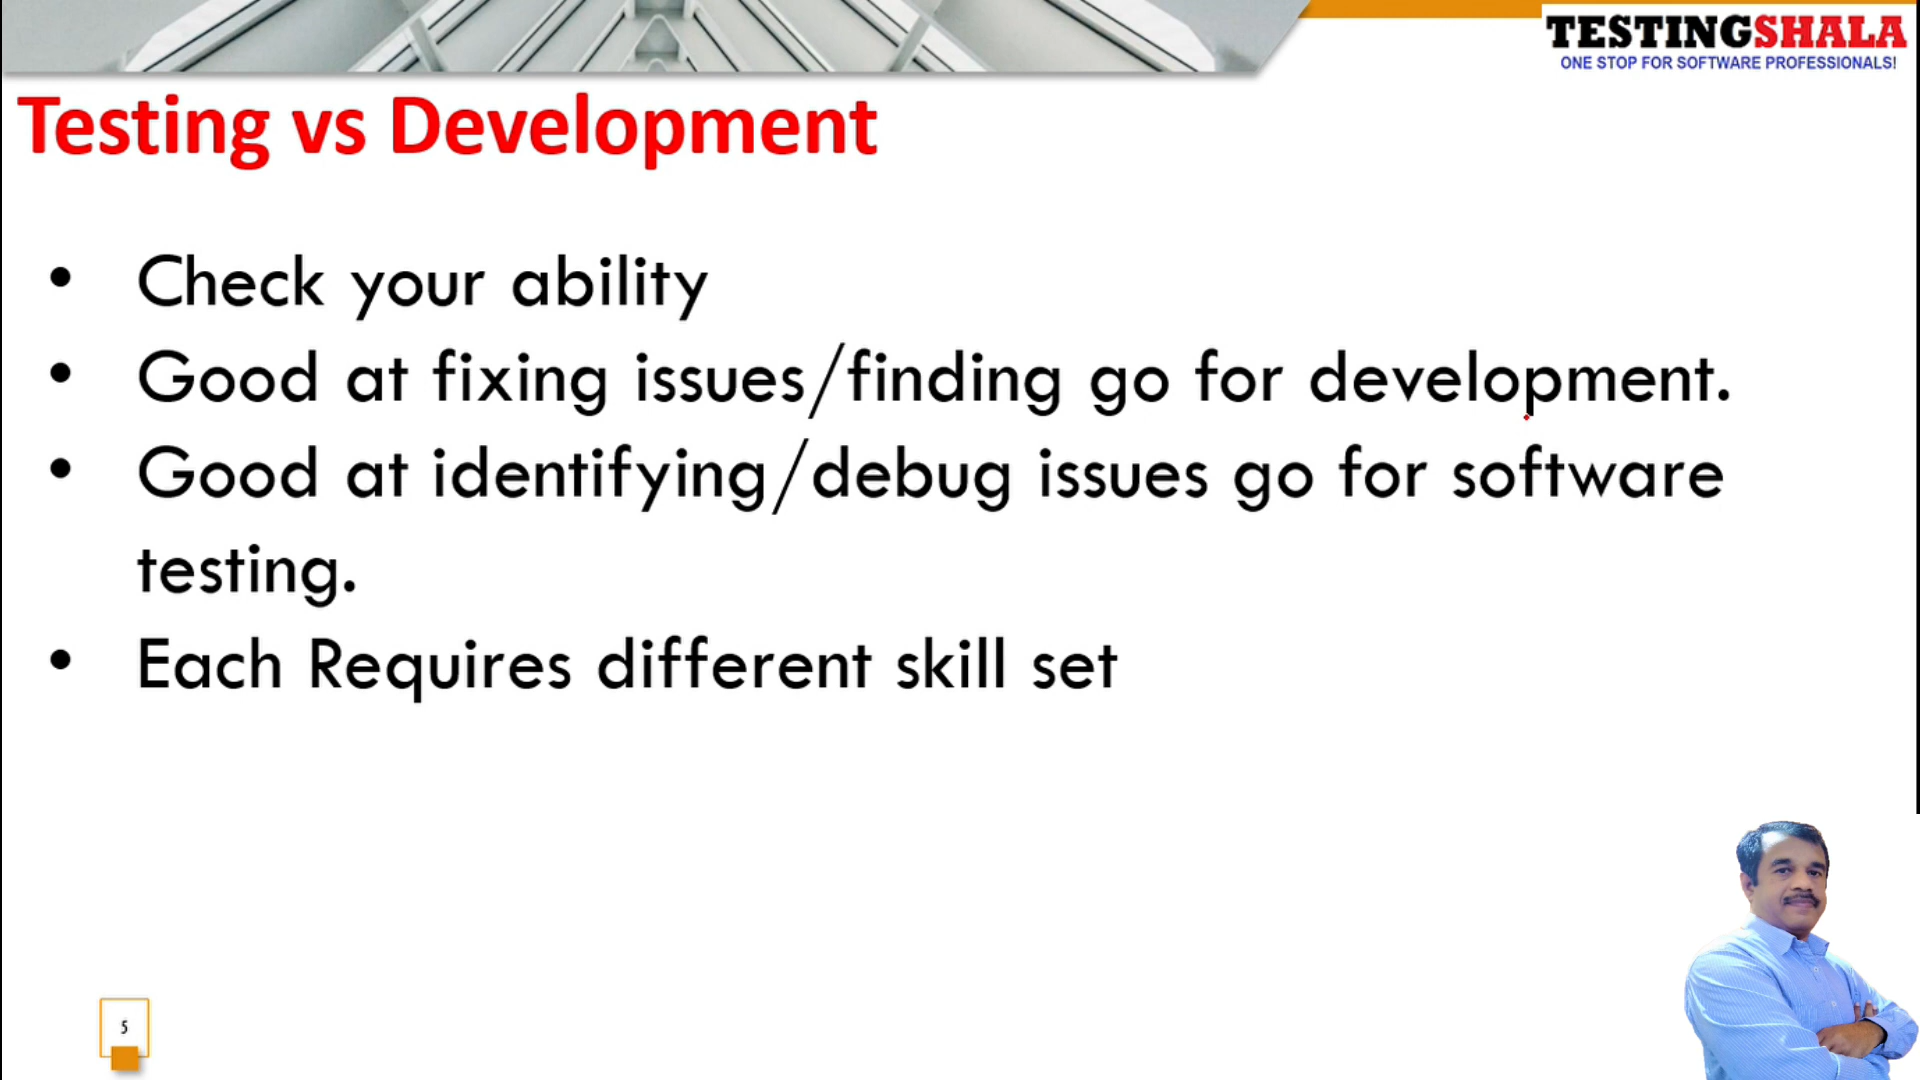 TESTINGSHALA
ONE STOP FOR SOFTWARE PROFESSIONALS!
Testing vs Development
• Check your ability
• Good at fixing issues/finding go for development.
• Good at identifying/debug issues go for software
testing.
• Each Requires different skill set
5